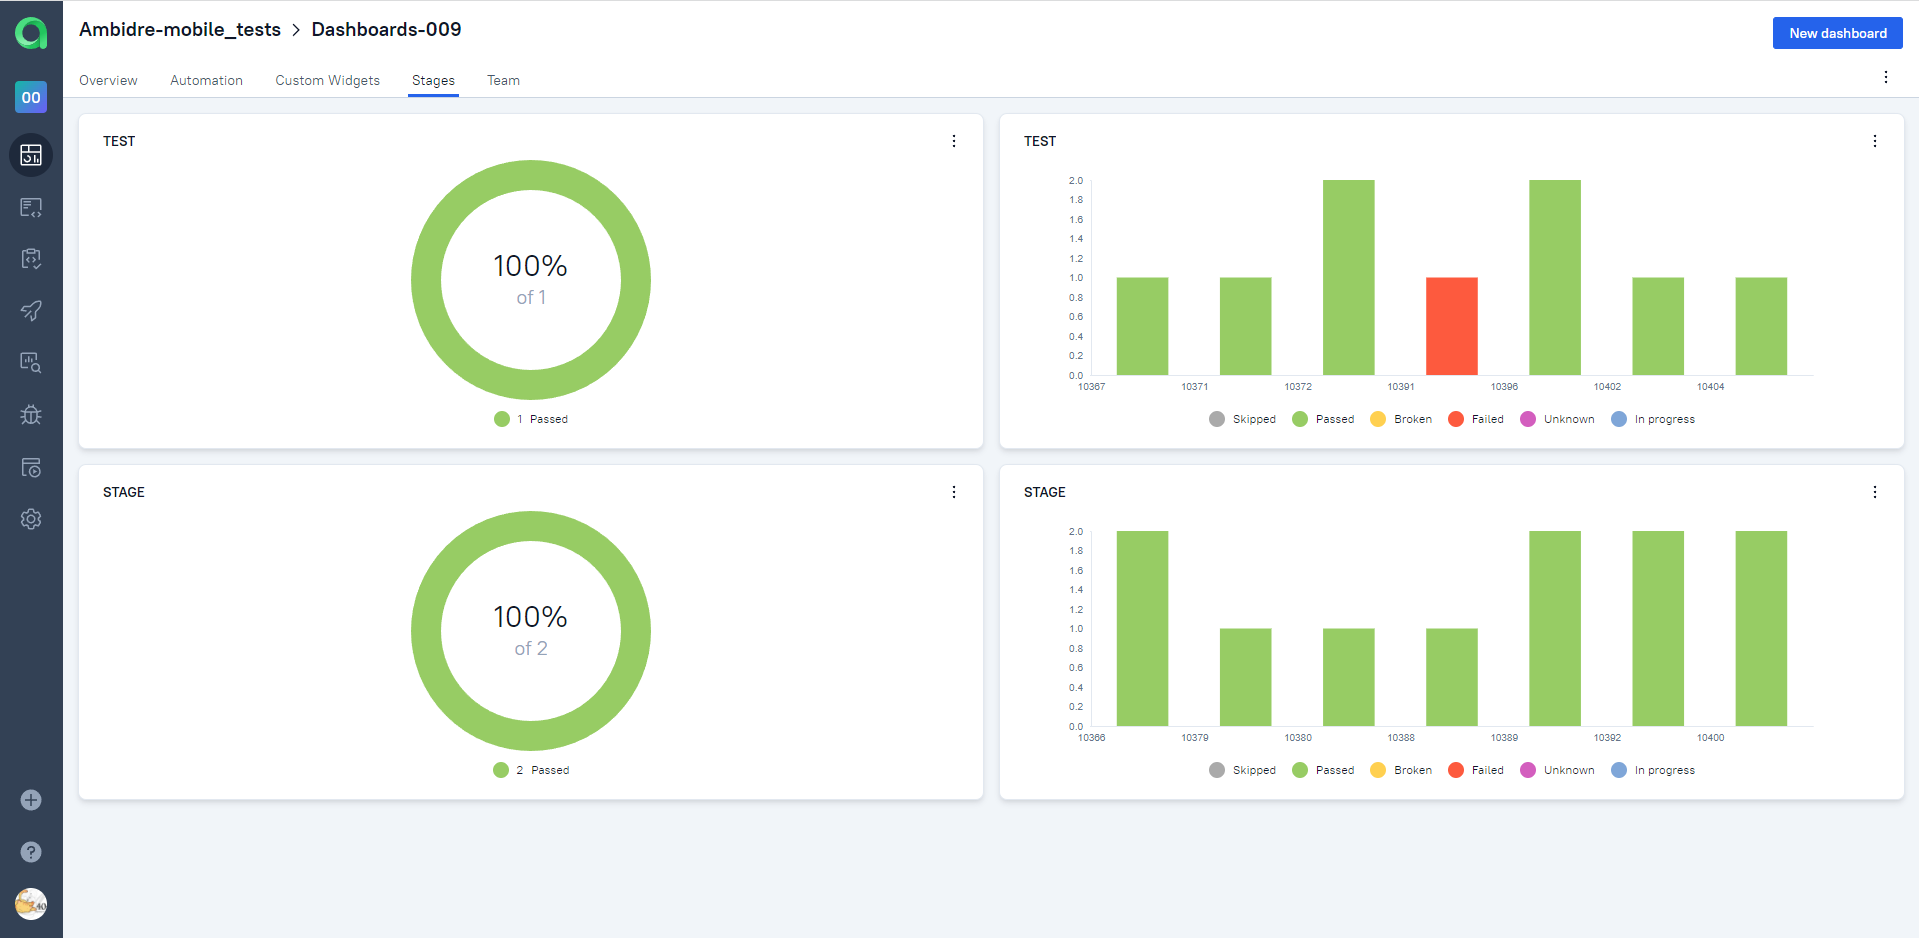 Ambidre-mobile_tests > Dashboards-009
New dashboard
00
Overview Automation Custom Widgets Stages Team
TEST
100%
of 1
1 Passed
TEST
2.0
1.8
1.6
1.4
1.2
1.0
0.8
0.6
0.4
0.2
0.0
10367 10371 10372 10391 10396 10402 10404
Skipped Passed Broken Failed Unknown In progress
STAGE
100%
of 2
2 Passed
STAGE
2.0
1.8
1.6
1.4
1.2
1.0
0.8
0.6
0.4
0.2
0.0
10366 10379 10380 10388 10389 10392 10400
Skipped Passed Broken Failed Unknown In progress